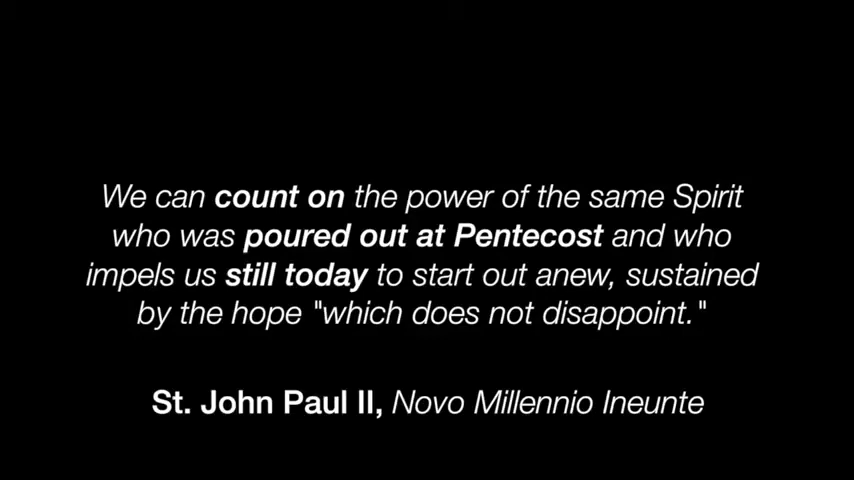 We can count on the power of the same Spirit
who was poured out at Pentecost and who
impels us still today to start out anew, sustained
by the hope "which does not disappoint."
St. John Paul II, Novo Millennio Ineunte